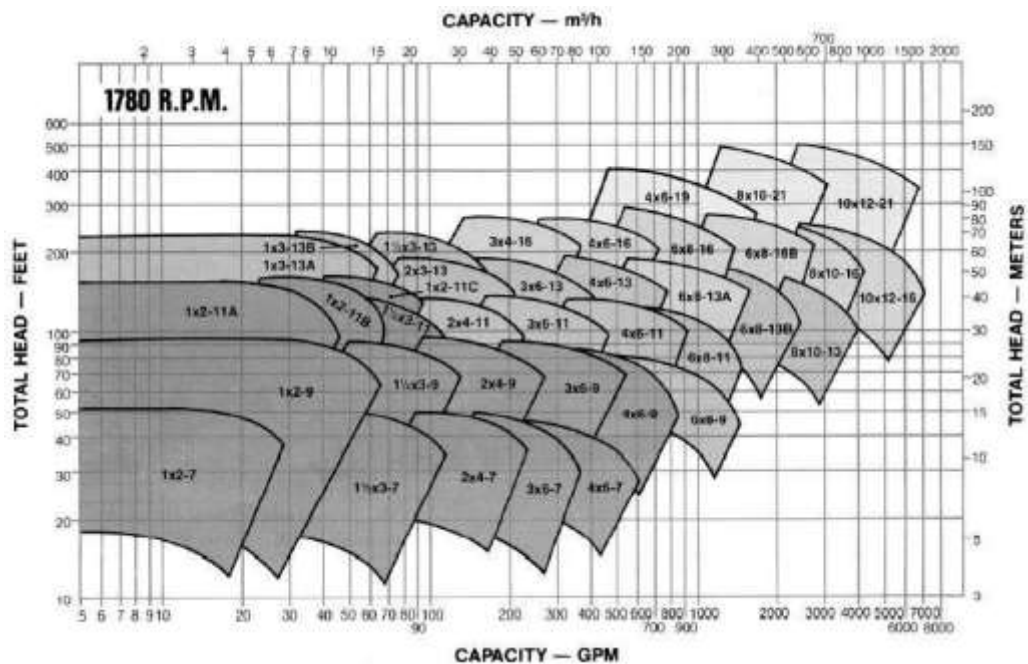 CAPACITY — m³/h
700
2 3 4 5 6 7 8 10 15 20 30 40 50 60 70 80 100 150 200 300 400 500 600 800 1000 1500 2000
1780 R.P.M.
TOTAL HEAD — FEET
600
500
400
300
200
100
90
80
70
60
50
40
30
20
10
TOTAL HEAD — METERS
200
150
100
90
80
70
60
50
40
30
20
15
10
5
3
4x6-19
8x10-21
10x12-21
1x3-13B
1½x3-13
3x4-16
4x6-16
6x8-16
6x8-16B
8x10-16
1x3-13A
2x3-13
1x2-11C
3x6-13
4x6-13
6x8-13A
10x12-16
1x2-11A
1x2-11B
1½x3-11
2x4-11
3x6-11
4x6-11
6x8-11
6x8-13B
8x10-13
1x2-9
1½x3-9
2x4-9
3x6-9
4x6-9
6x8-9
1x2-7
1½x3-7
2x4-7
3x6-7
4x6-7
5 6 7 8 9 10 20 30 40 50 60 70 80 100 200 300 400 500 600 800 1000 2000 3000 4000 5000 7000
90 700 900 6000 8000
CAPACITY — GPM